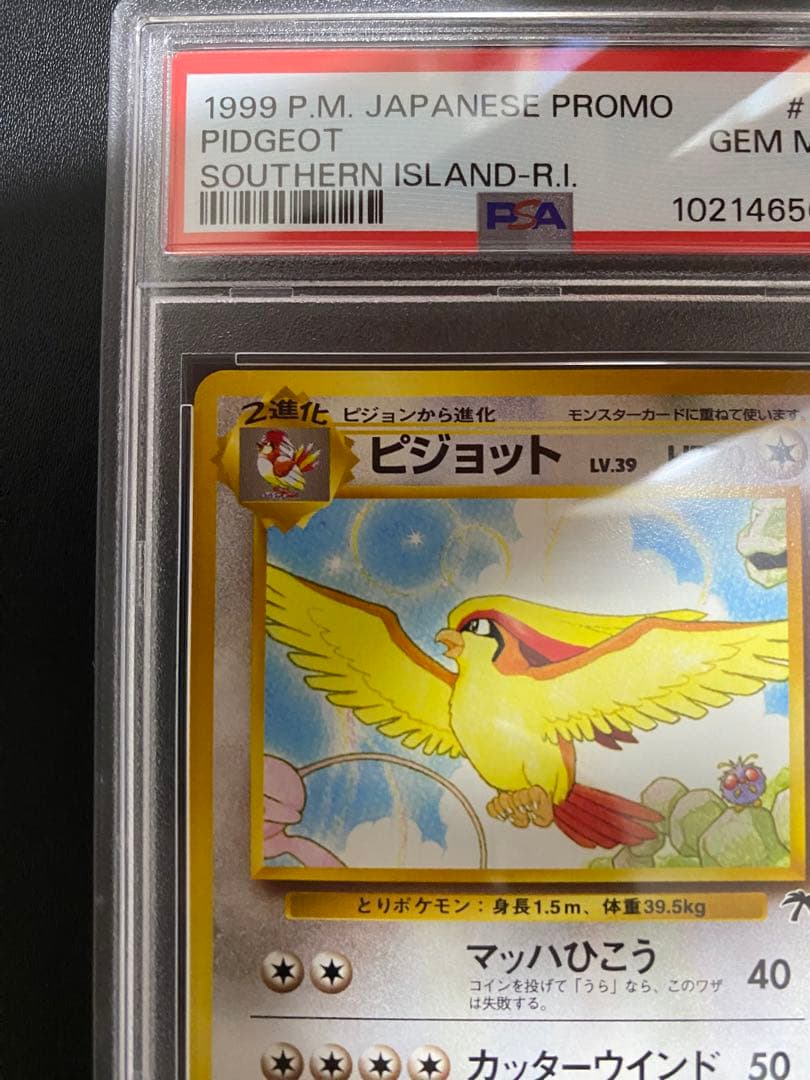 1999 P.M. JAPANESE PROMO #
PIDGEOT GEM M
SOUTHERN ISLAND-R.I.
PSA 10214650
2進化 ピジョンから進化 モンスターカードに重ねて使います。
ピジョット LV.39
とりポケモン：身長1.5m、体重39.5kg
マッハひこう 40
コインを投げて「うら」なら、このワザ
は失敗する。
カッターウインド 50